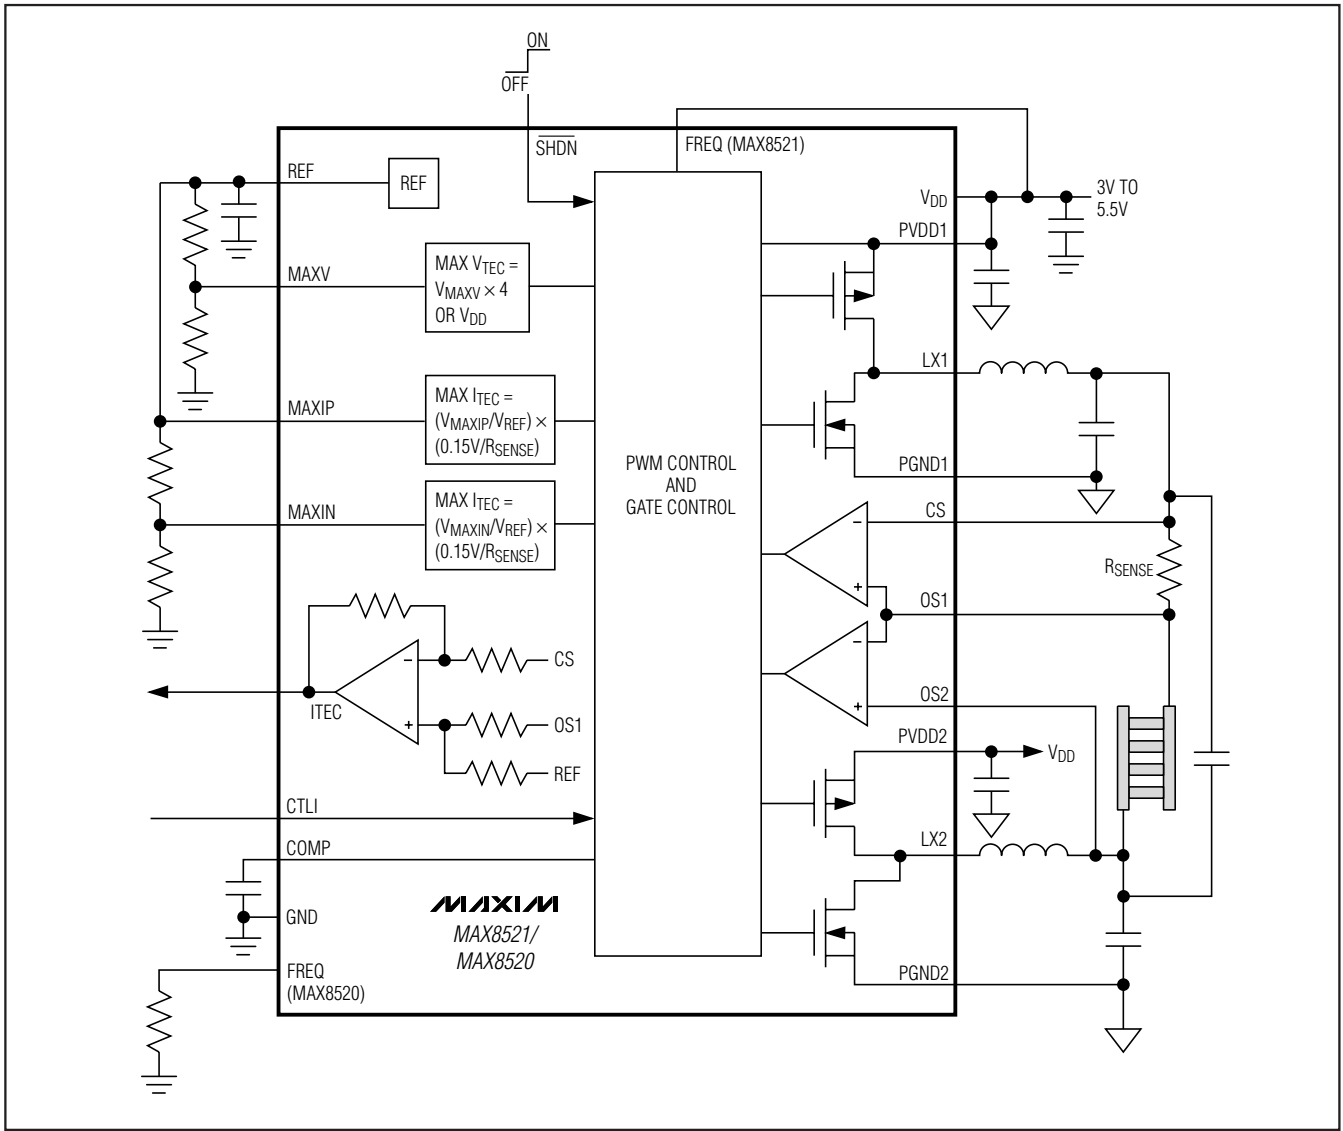 ON
OFF
SHDN
FREQ (MAX8521)
REF
REF
VDD
3V TO
5.5V
PVDD1
MAXV
MAX VTEC =
VMAXV × 4
OR VDD
LX1
MAXIP
MAX ITEC =
(VMAXIP/VREF) ×
(0.15V/RSENSE)
PWM CONTROL
AND
GATE CONTROL
PGND1
MAXIN
MAX ITEC =
(VMAXIN/VREF) ×
(0.15V/RSENSE)
CS
-
+
RSENSE
OS1
-
+
OS2
-
+
CS
OS1
REF
ITEC
PVDD2
VDD
CTLI
COMP
LX2
GND
MAXIM
MAX8521/
MAX8520
FREQ
(MAX8520)
PGND2